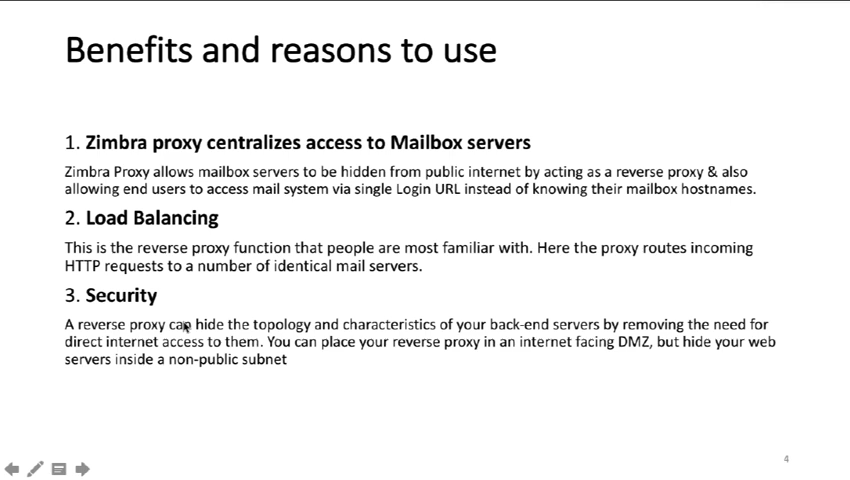 Benefits and reasons to use
1. Zimbra proxy centralizes access to Mailbox servers
Zimbra Proxy allows mailbox servers to be hidden from public internet by acting as a reverse proxy & also
allowing end users to access mail system via single Login URL instead of knowing their mailbox hostnames.
2. Load Balancing
This is the reverse proxy function that people are most familiar with. Here the proxy routes incoming
HTTP requests to a number of identical mail servers.
3. Security
A reverse proxy can hide the topology and characteristics of your back-end servers by removing the need for
direct internet access to them. You can place your reverse proxy in an internet facing DMZ, but hide your web
servers inside a non-public subnet
4